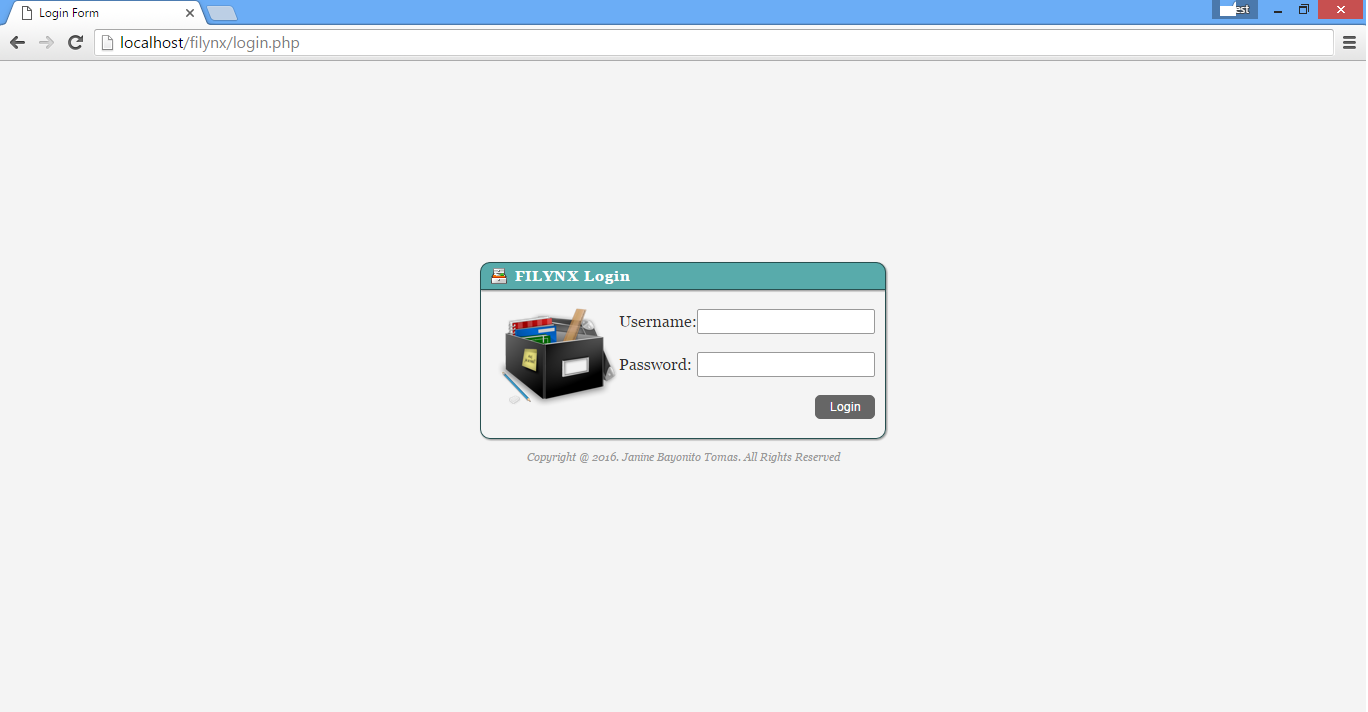 Login Form
localhost/filynx/login.php
FILYNX Login
Username:
Password:
Login
Copyright @ 2016. Janine Bayonito Tomas. All Rights Reserved